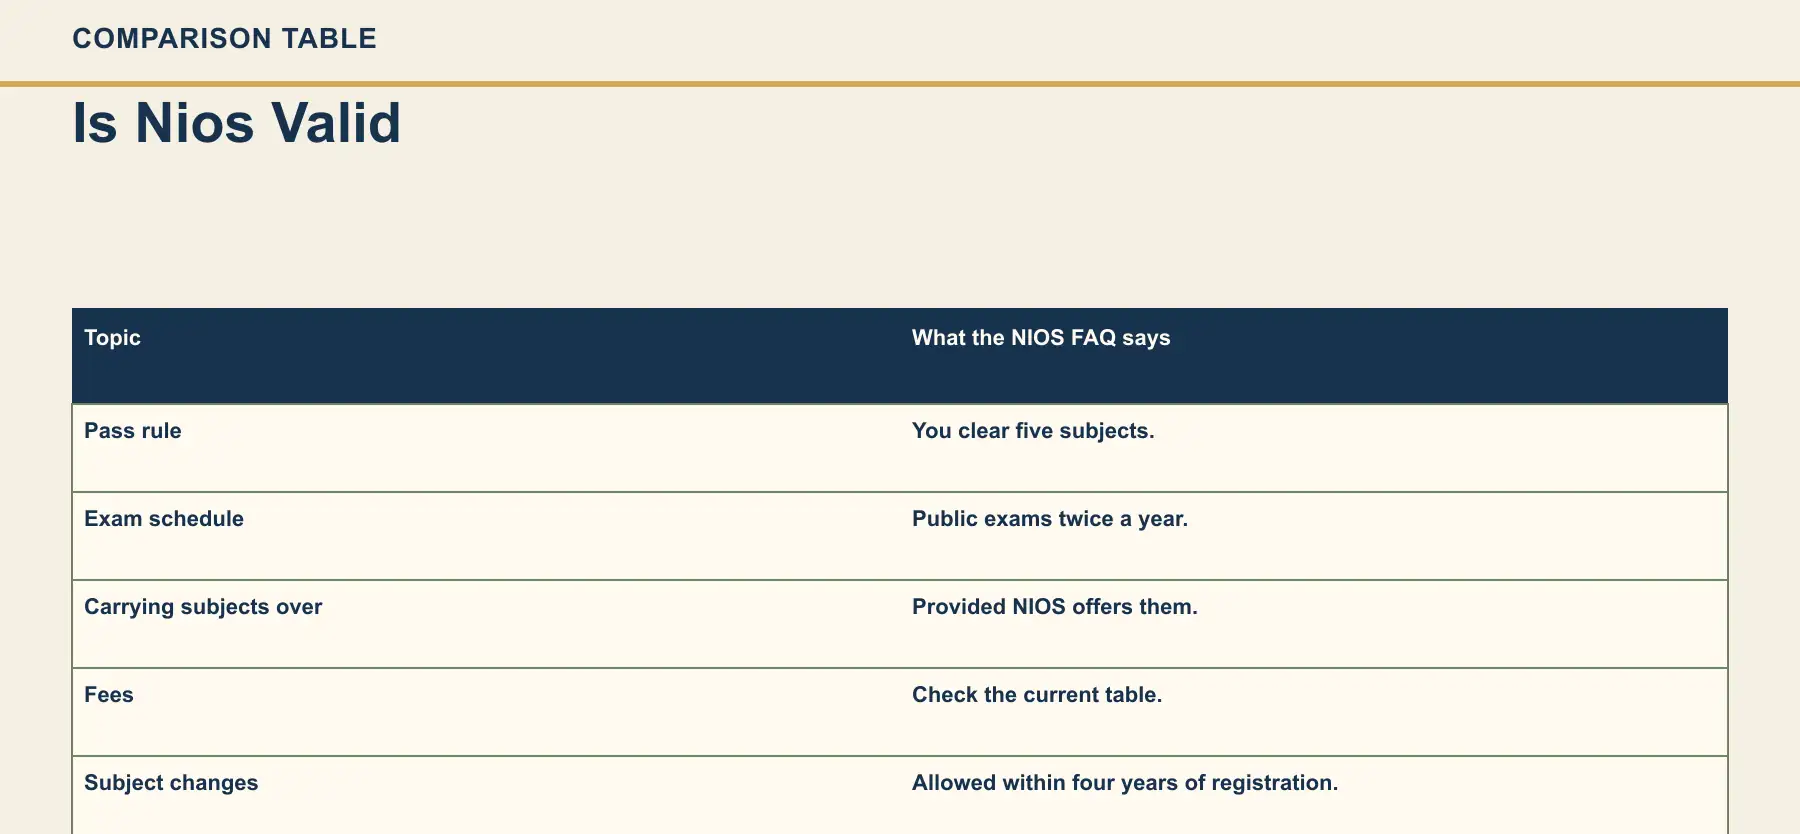 COMPARISON TABLE
Is Nios Valid
Topic What the NIOS FAQ says
Pass rule You clear five subjects.
Exam schedule Public exams twice a year.
Carrying subjects over Provided NIOS offers them.
Fees Check the current table.
Subject changes Allowed within four years of registration.